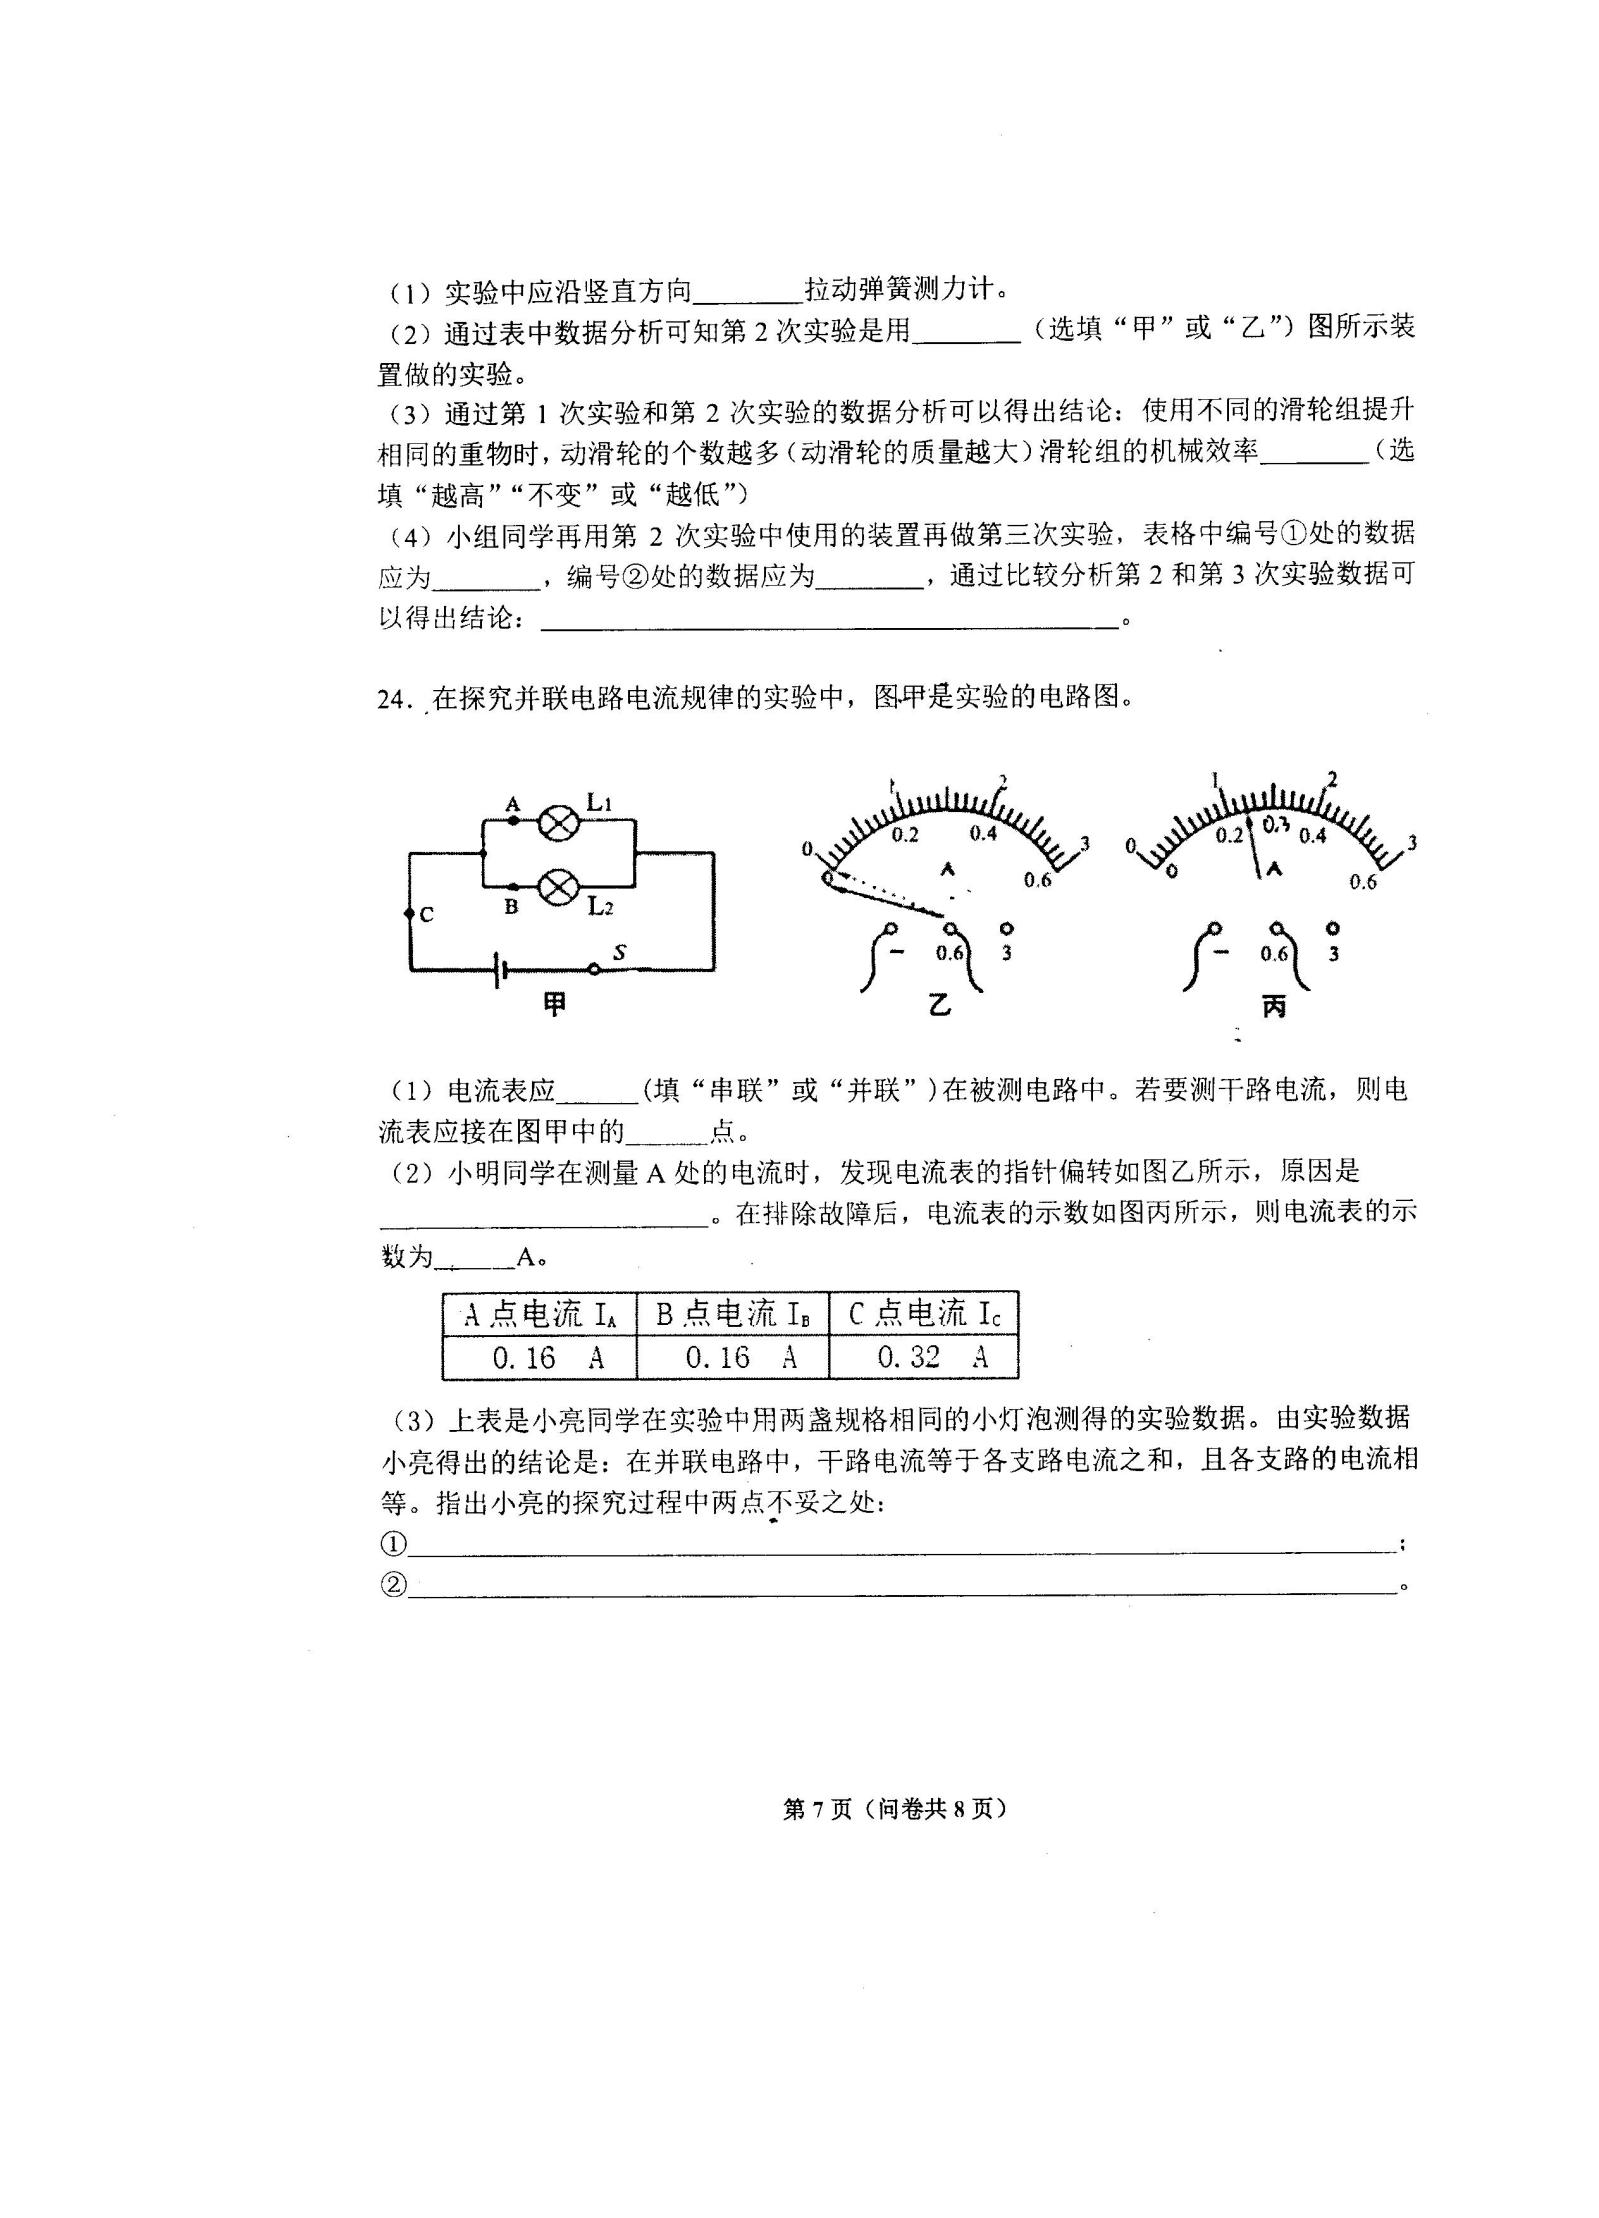 （1）实验中应沿竖直方向________拉动弹簧测力计。
（2）通过表中数据分析可知第 2 次实验是用________（选填“甲”或“乙”）图所示装
置做的实验。
（3）通过第 1 次实验和第 2 次实验的数据分析可以得出结论：使用不同的滑轮组提升
相同的重物时，动滑轮的个数越多（动滑轮的质量越大）滑轮组的机械效率________（选
填“越高”“不变”或“越低”）
（4）小组同学再用第 2 次实验中使用的装置再做第三次实验，表格中编号①处的数据
应为________，编号②处的数据应为________，通过比较分析第 2 和第 3 次实验数据可
以得出结论：__________________________________________。
24. 在探究并联电路电流规律的实验中，图甲是实验的电路图。
A L1
B L2
C
S
甲
0 1 2 3
0 0.2 0.4 0.6
A
－ 0.6 3
乙
0 1 2 3
0 0.2 0.3 0.4 0.6
A
－ 0.6 3
丙
（1）电流表应______(填“串联”或“并联”)在被测电路中。若要测干路电流，则电
流表应接在图甲中的______点。
（2）小明同学在测量 A 处的电流时，发现电流表的指针偏转如图乙所示，原因是
________________________。在排除故障后，电流表的示数如图丙所示，则电流表的示
数为______A。
A 点电流 IA B 点电流 IB C 点电流 IC
0.16 A 0.16 A 0.32 A
（3）上表是小亮同学在实验中用两盏规格相同的小灯泡测得的实验数据。由实验数据
小亮得出的结论是：在并联电路中，干路电流等于各支路电流之和，且各支路的电流相
等。指出小亮的探究过程中两点不妥之处：
①________________________________________________；
②________________________________________________。
第 7 页（问卷共 8 页）